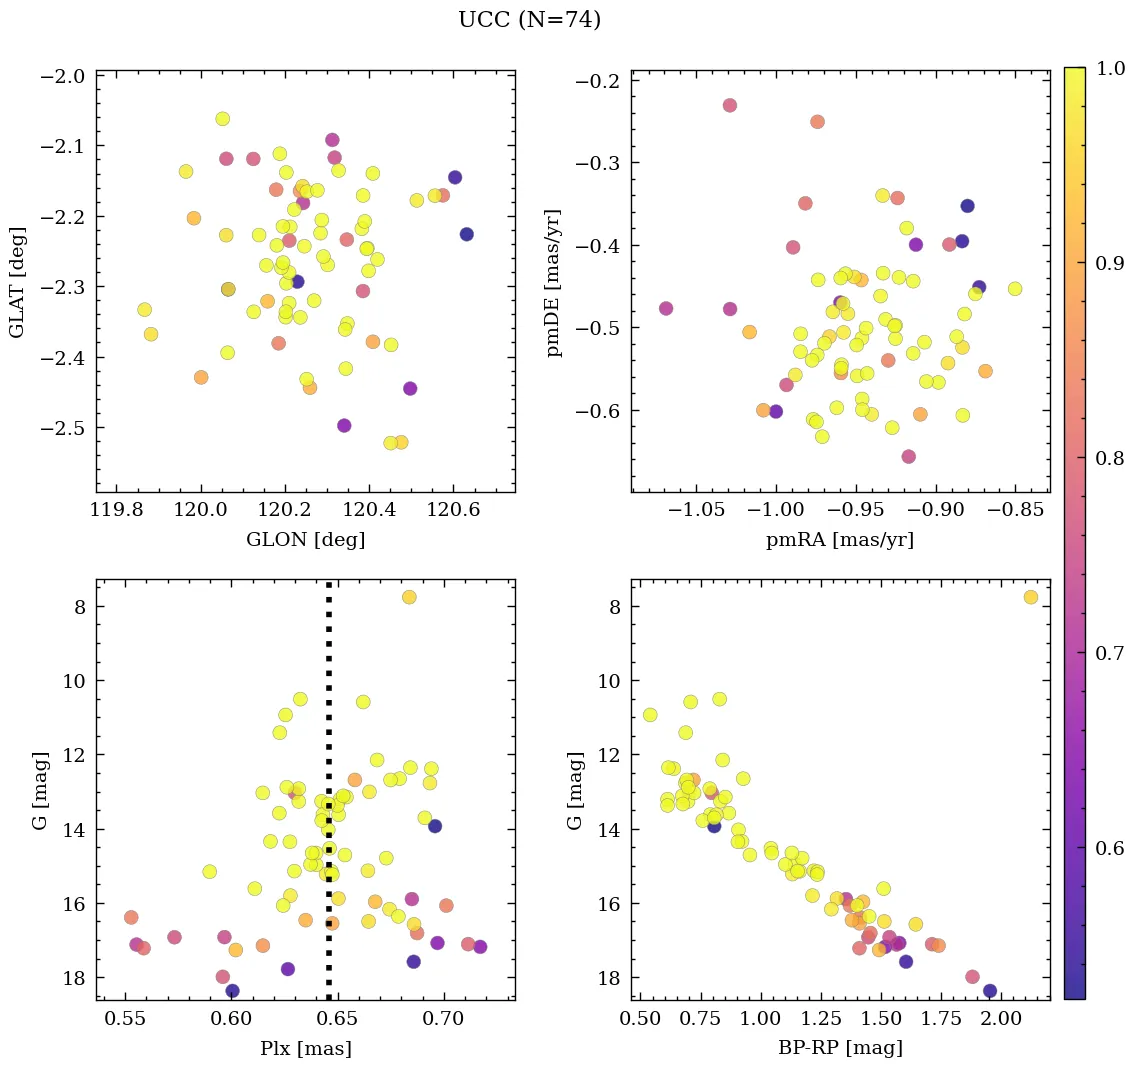 UCC (N=74)
−2.0
−2.1
−2.2
−2.3
−2.4
−2.5
GLAT [deg]
119.8 120.0 120.2 120.4 120.6
GLON [deg]
−0.2
−0.3
−0.4
−0.5
−0.6
pmDE [mas/yr]
−1.05 −1.00 −0.95 −0.90 −0.85
pmRA [mas/yr]
1.0
0.9
0.8
0.7
0.6
8
10
12
14
16
18
G [mag]
0.55 0.60 0.65 0.70
Plx [mas]
8
10
12
14
16
18
G [mag]
0.50 0.75 1.00 1.25 1.50 1.75 2.00
BP-RP [mag]